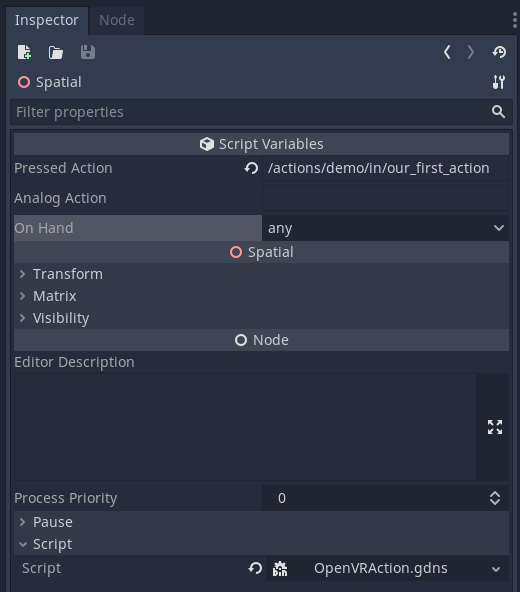 Inspector Node
Spatial
Filter properties
Script Variables
Pressed Action /actions/demo/in/our_first_action
Analog Action
On Hand any
Spatial
Transform
Matrix
Visibility
Node
Editor Description
Process Priority 0
Pause
Script
Script OpenVRAction.gdns